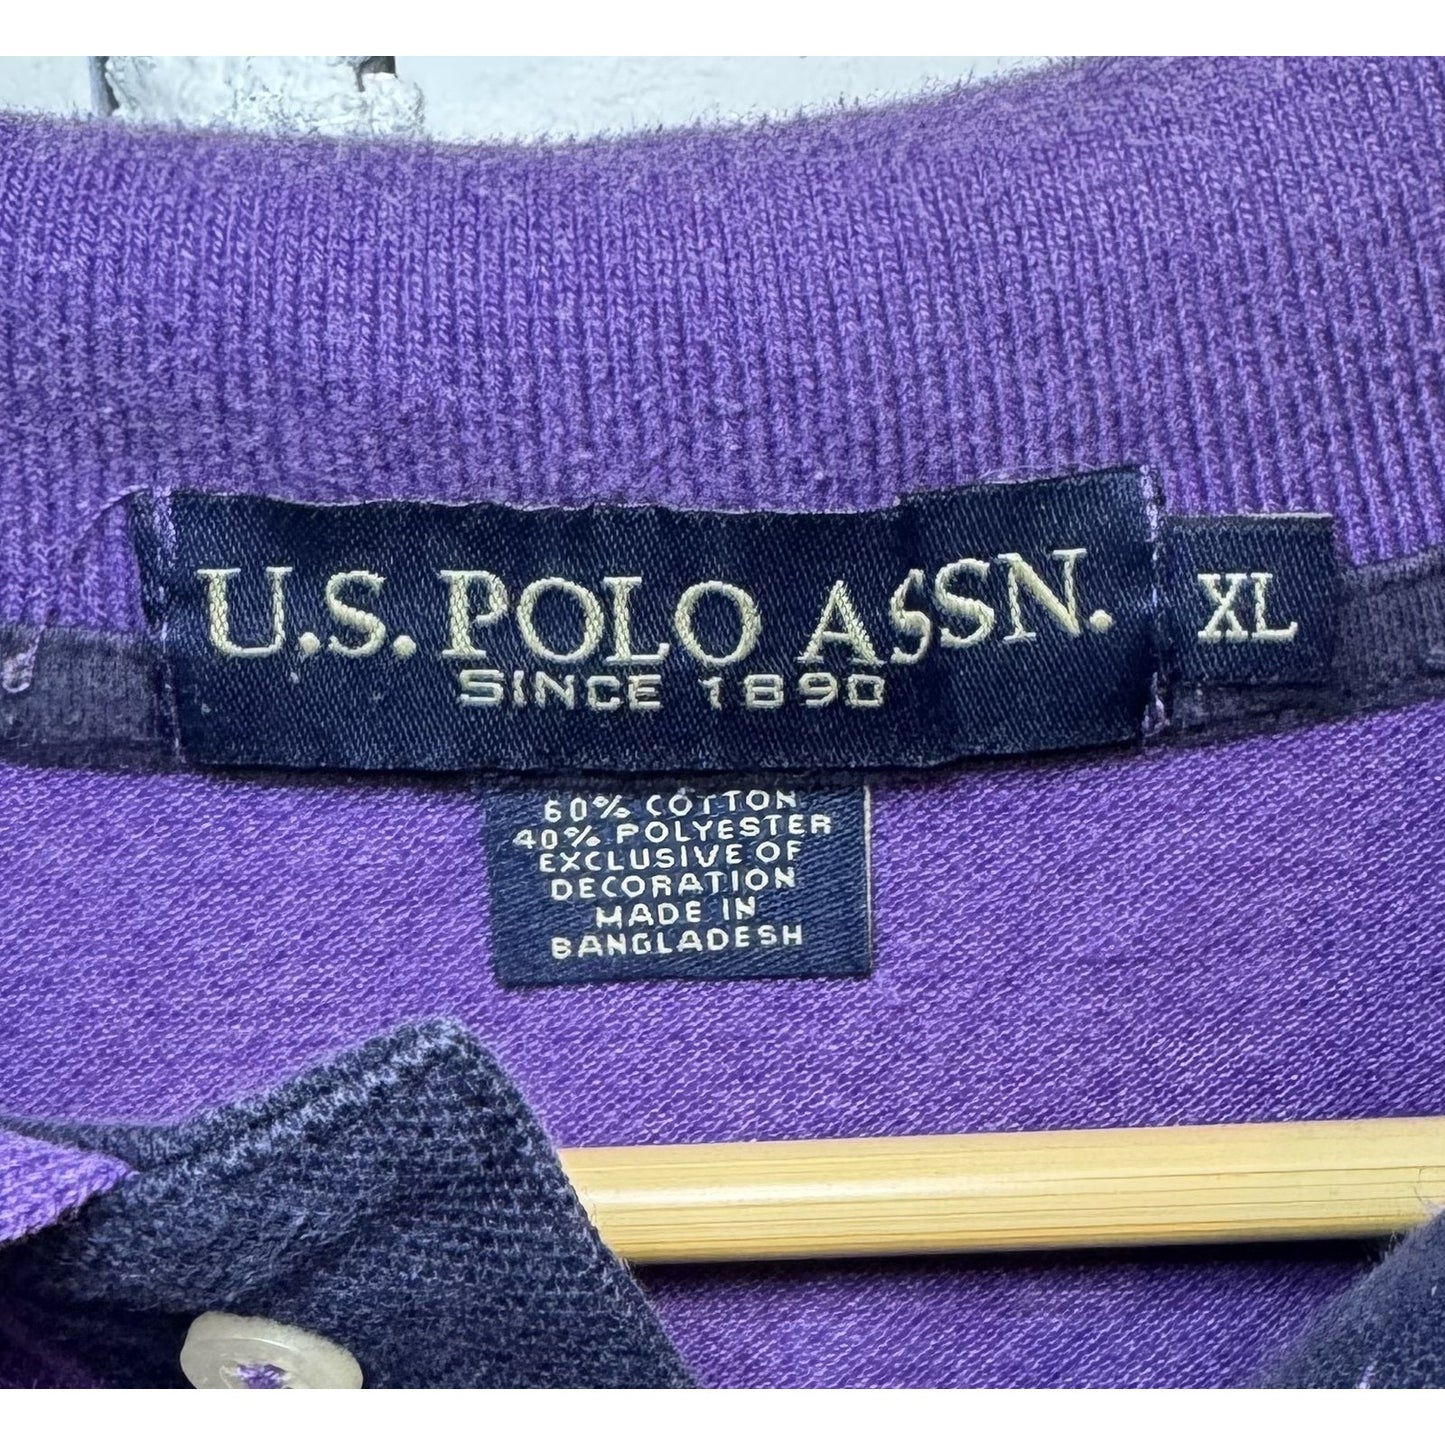 U.S. POLO ASSN.
SINCE 1890
XL
60% COTTON
40% POLYESTER
EXCLUSIVE OF
DECORATION
MADE IN
BANGLADESH